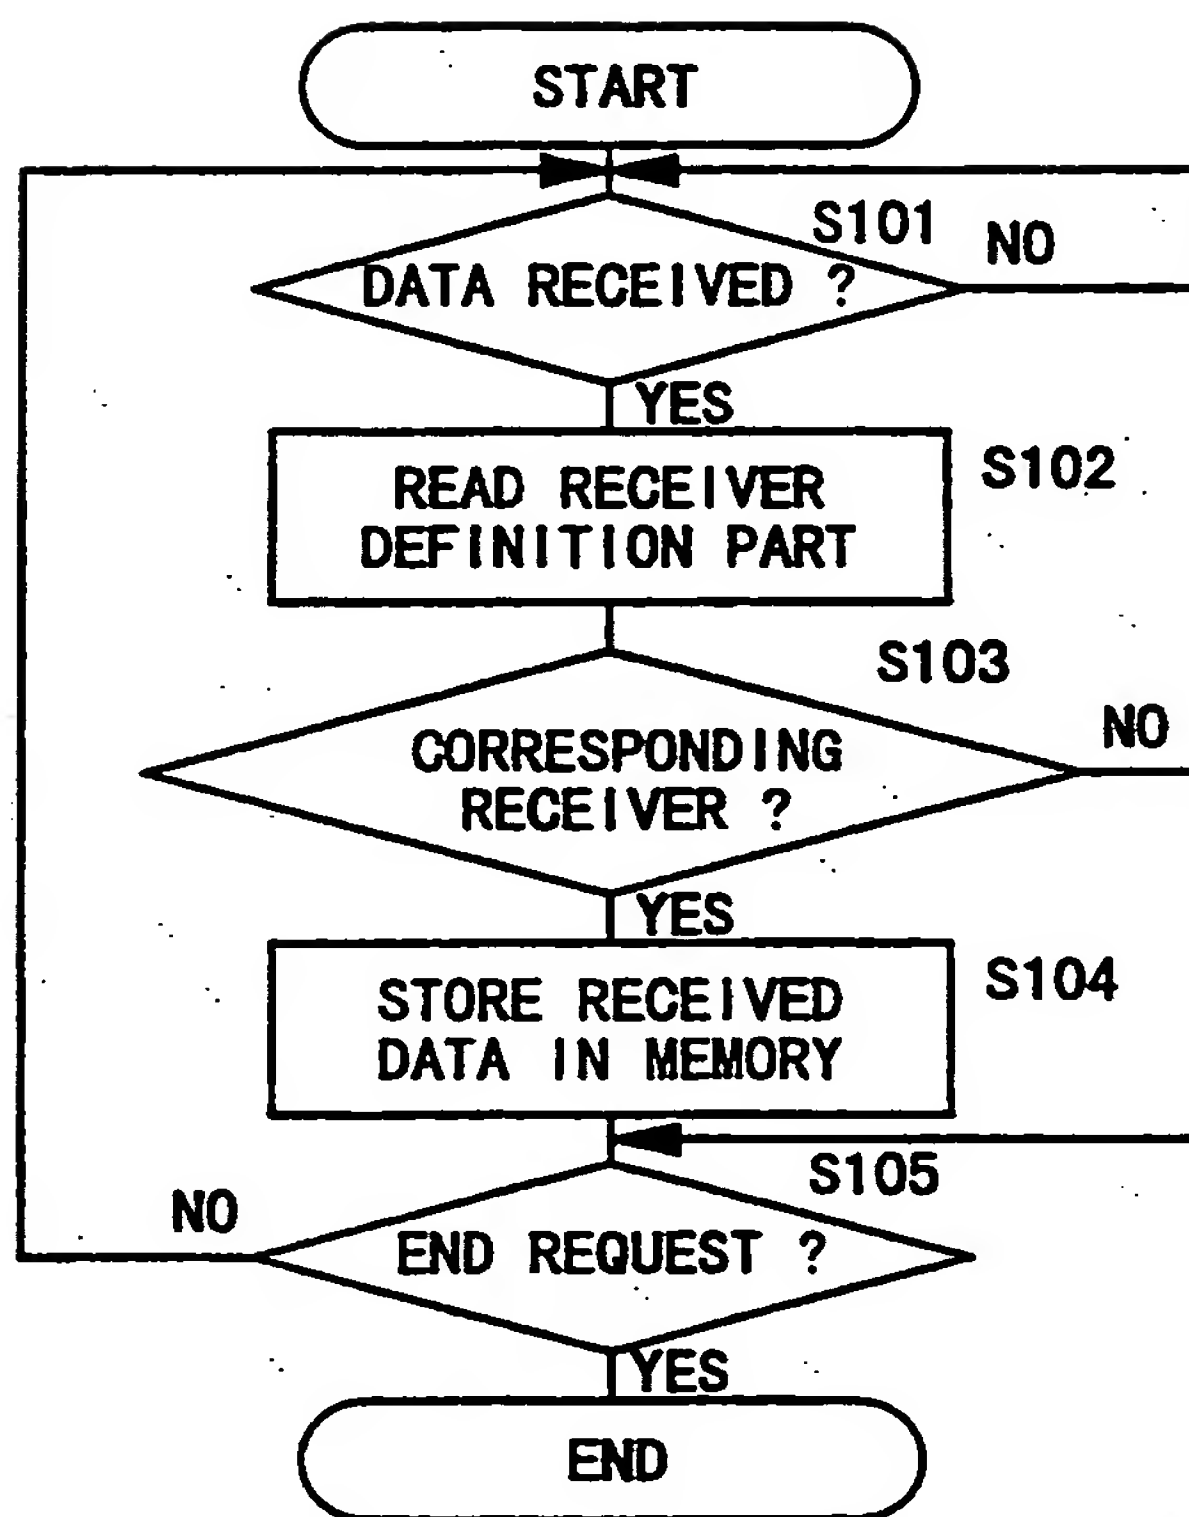 START
S101
NO
DATA RECEIVED ?
YES
READ RECEIVER
DEFINITION PART
S102
S103
NO
CORRESPONDING
RECEIVER ?
YES
STORE RECEIVED
DATA IN MEMORY
S104
S105
NO
END REQUEST ?
YES
END